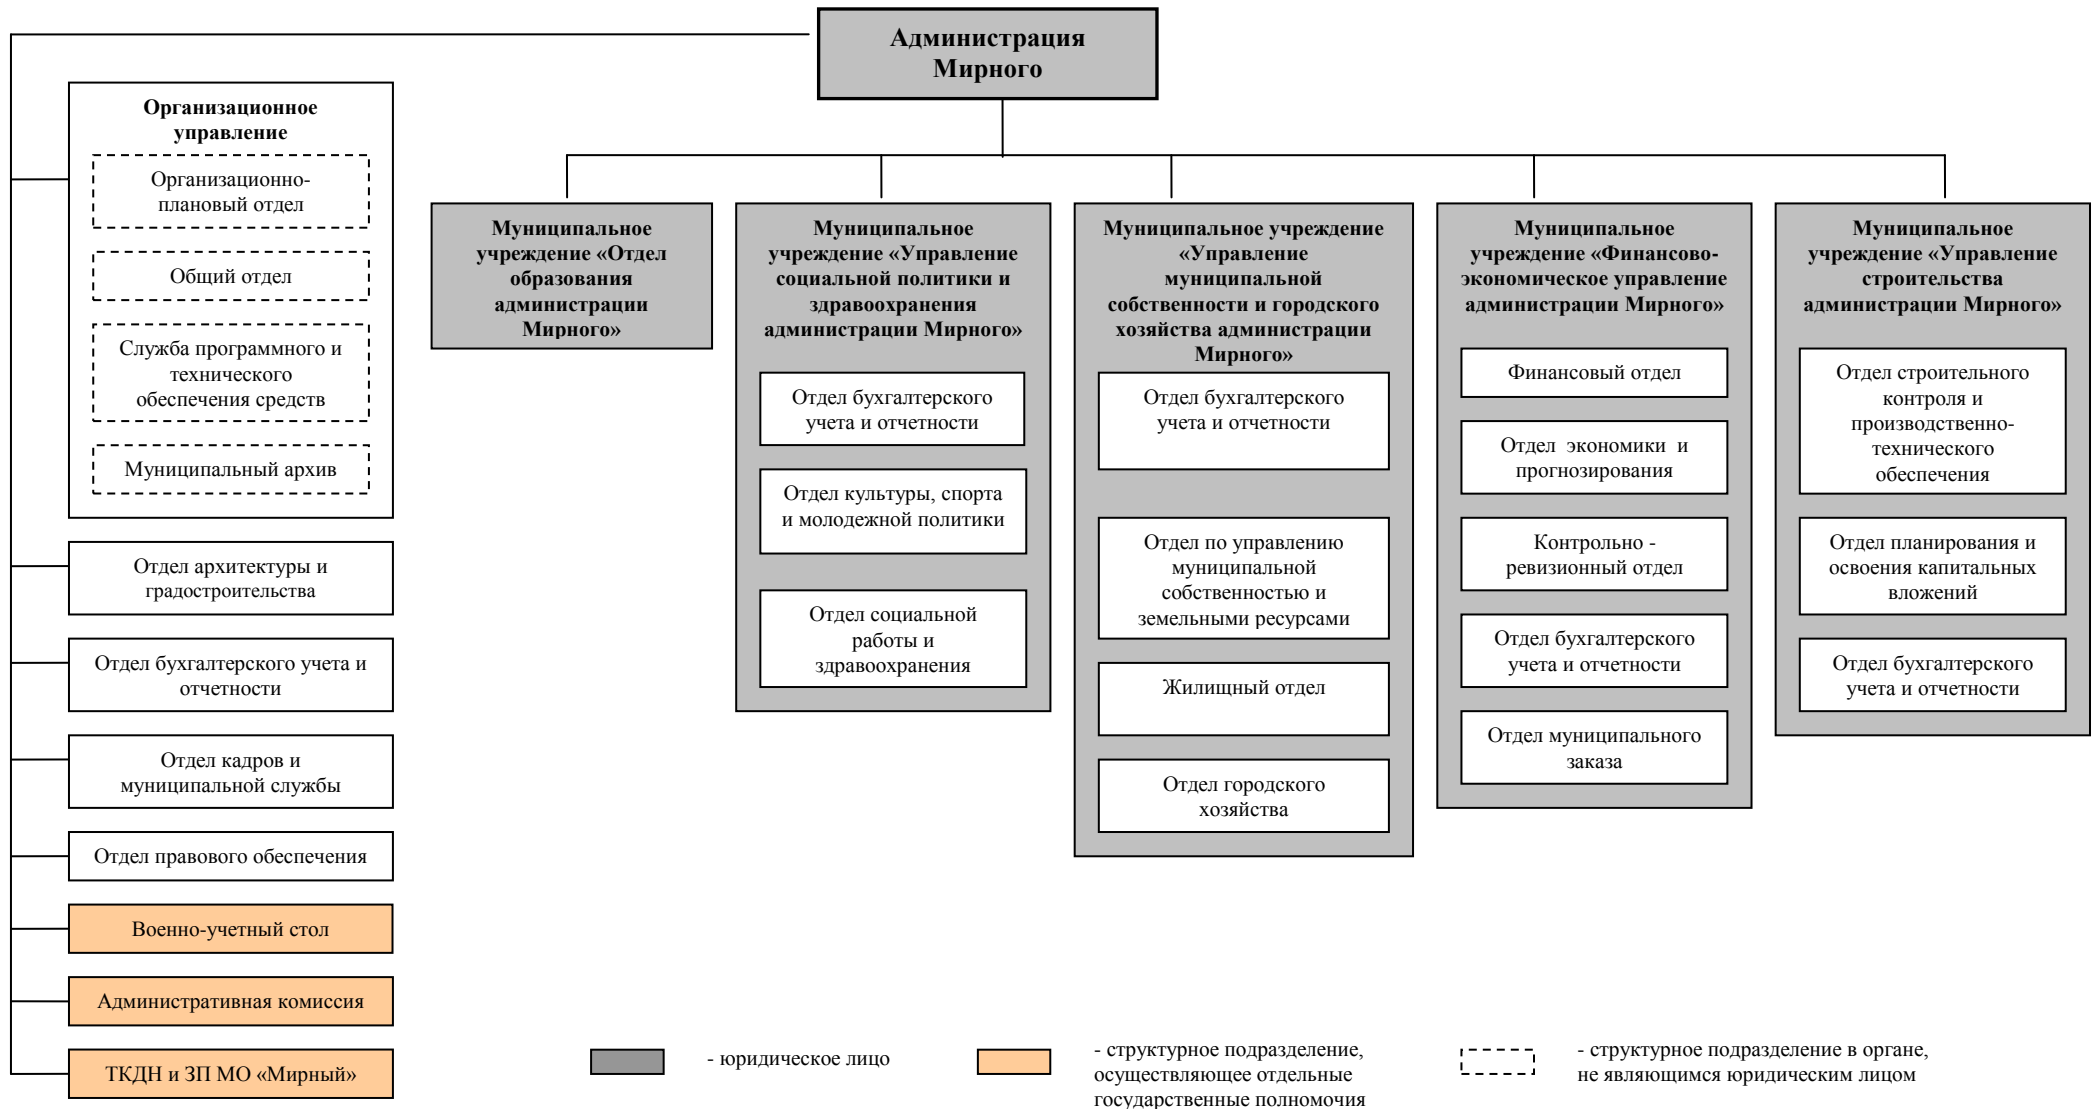 Администрация
Мирного
Организационное
управление
Организационно-
плановый отдел
Общий отдел
Служба программного и
технического
обеспечения средств
Муниципальный архив
Отдел архитектуры и
градостроительства
Отдел бухгалтерского учета и
отчетности
Отдел кадров и
муниципальной службы
Отдел правового обеспечения
Военно-учетный стол
Административная комиссия
ТКДН и ЗП МО «Мирный»
Муниципальное
учреждение «Отдел
образования
администрации
Мирного»
Муниципальное
учреждение «Управление
социальной политики и
здравоохранения
администрации Мирного»
Отдел бухгалтерского
учета и отчетности
Отдел культуры, спорта
и молодежной политики
Отдел социальной
работы и
здравоохранения
Муниципальное учреждение
«Управление
муниципальной
собственности и городского
хозяйства администрации
Мирного»
Отдел бухгалтерского
учета и отчетности
Отдел по управлению
муниципальной
собственностью и
земельными ресурсами
Жилищный отдел
Отдел городского
хозяйства
Муниципальное
учреждение «Финансово-
экономическое управление
администрации Мирного»
Финансовый отдел
Отдел экономики и
прогнозирования
Контрольно -
ревизионный отдел
Отдел бухгалтерского
учета и отчетности
Отдел муниципального
заказа
Муниципальное
учреждение «Управление
строительства
администрации Мирного»
Отдел строительного
контроля и
производственно-
технического
обеспечения
Отдел планирования и
освоения капитальных
вложений
Отдел бухгалтерского
учета и отчетности
- юридическое лицо
- структурное подразделение,
осуществляющее отдельные
государственные полномочия
- структурное подразделение в органе,
не являющимся юридическим лицом